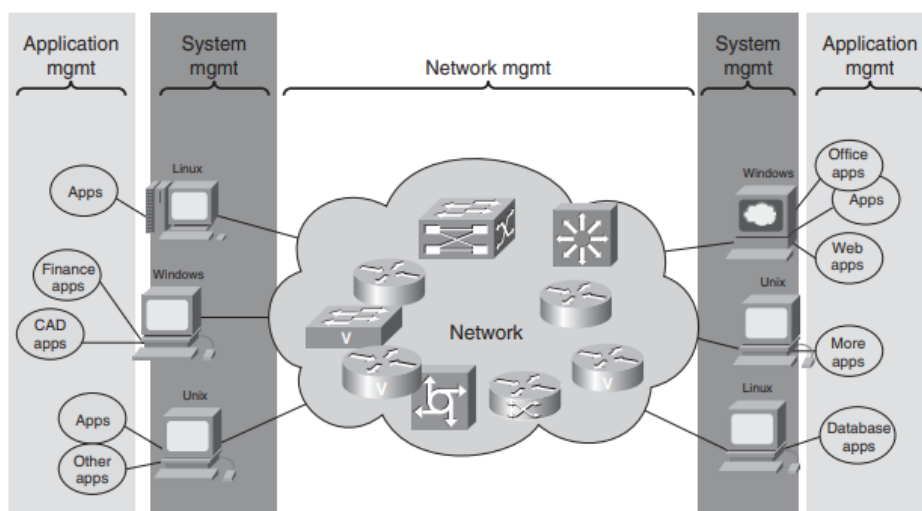 Application
mgmt
System
mgmt
Network mgmt
System
mgmt
Application
mgmt
Linux
Apps
Windows
Finance
apps
CAD
apps
Unix
Apps
Other
apps
Network
V
V
V
Windows
Office
apps
Apps
Web
apps
Unix
More
apps
Linux
Database
apps